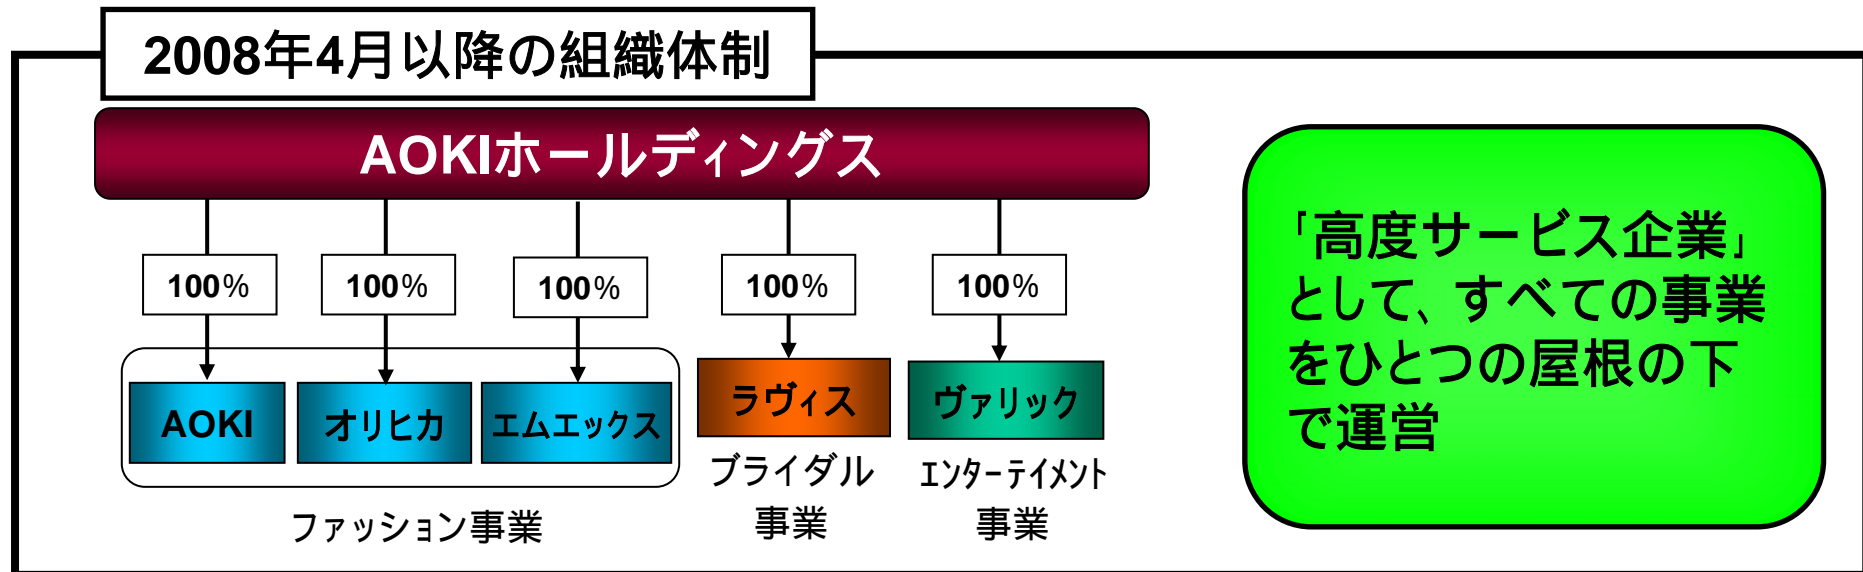 2008年4月以降の組織体制
AOKIホールディングス
100%
100%
100%
100%
100%
AOKI
オリヒカ
エムエックス
ラヴィス
ヴァリック
ファッション事業
ブライダル
事業
エンターテイメント
事業
「高度サービス企業」
として、すべての事業
をひとつの屋根の下
で運営